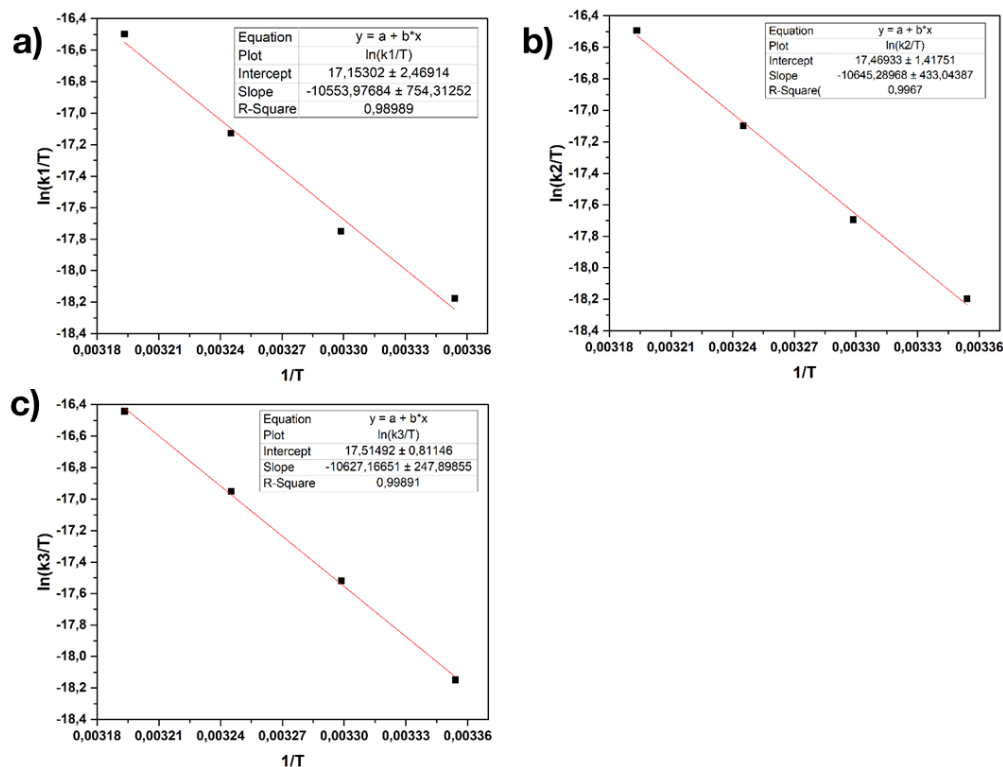 a)
Equation y = a + b*x
Plot ln(k1/T)
Intercept 17,15302 ± 2,46914
Slope -10553,97684 ± 754,31252
R-Square 0,98989
-16,4
-16,6
-16,8
-17,0
-17,2
-17,4
-17,6
-17,8
-18,0
-18,2
-18,4
ln(k1/T)
0,00318 0,00321 0,00324 0,00327 0,00330 0,00333 0,00336
1/T
b)
Equation y = a + b*x
Plot ln(k2/T)
Intercept 17,46933 ± 1,41751
Slope -10645,28968 ± 433,04387
R-Square( 0,9967
-16,4
-16,6
-16,8
-17,0
-17,2
-17,4
-17,6
-17,8
-18,0
-18,2
-18,4
ln(k2/T)
0,00318 0,00321 0,00324 0,00327 0,00330 0,00333 0,00336
1/T
c)
Equation y = a + b*x
Plot ln(k3/T)
Intercept 17,51492 ± 0,81146
Slope -10627,16651 ± 247,89855
R-Square 0,99891
-16,4
-16,6
-16,8
-17,0
-17,2
-17,4
-17,6
-17,8
-18,0
-18,2
-18,4
ln(k3/T)
0,00318 0,00321 0,00324 0,00327 0,00330 0,00333 0,00336
1/T